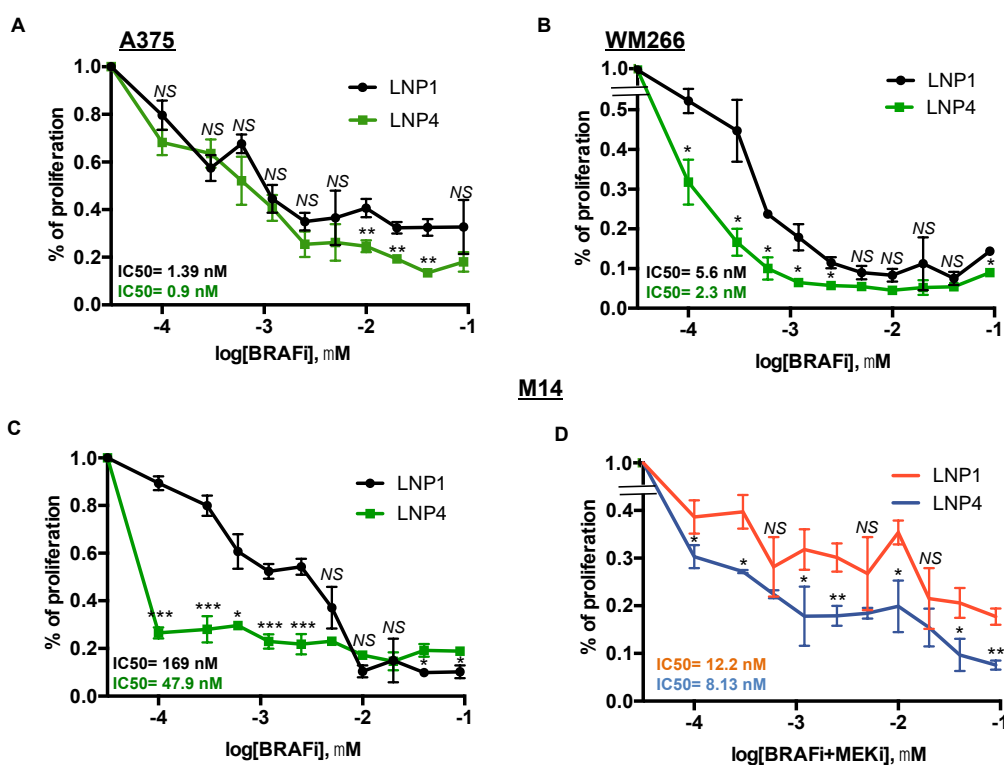 A
A375
NS
NS
NS
NS
NS
NS
NS
**
**
**
LNP1
LNP4
% of proliferation
1.0
0.8
0.6
0.4
0.2
0.0
IC50= 1.39 nM
IC50= 0.9 nM
-4
-3
-2
-1
log[BRAFi], mM
B
WM266
LNP1
LNP4
% of proliferation
1.0
0.5
0.3
0.2
0.1
0.0
*
*
*
*
*
NS
NS
NS
NS
*
IC50= 5.6 nM
IC50= 2.3 nM
-4
-3
-2
-1
log[BRAFi], mM
M14
C
LNP1
LNP4
% of proliferation
1.0
0.8
0.6
0.4
0.2
0.0
***
***
*
***
***
NS
NS
NS
*
*
IC50= 169 nM
IC50= 47.9 nM
-4
-3
-2
-1
log[BRAFi], mM
D
LNP1
LNP4
% of proliferation
1.0
0.4
0.3
0.2
0.1
0.0
*
*
NS
*
**
NS
*
NS
*
**
IC50= 12.2 nM
IC50= 8.13 nM
-4
-3
-2
-1
log[BRAFi+MEKi], mM